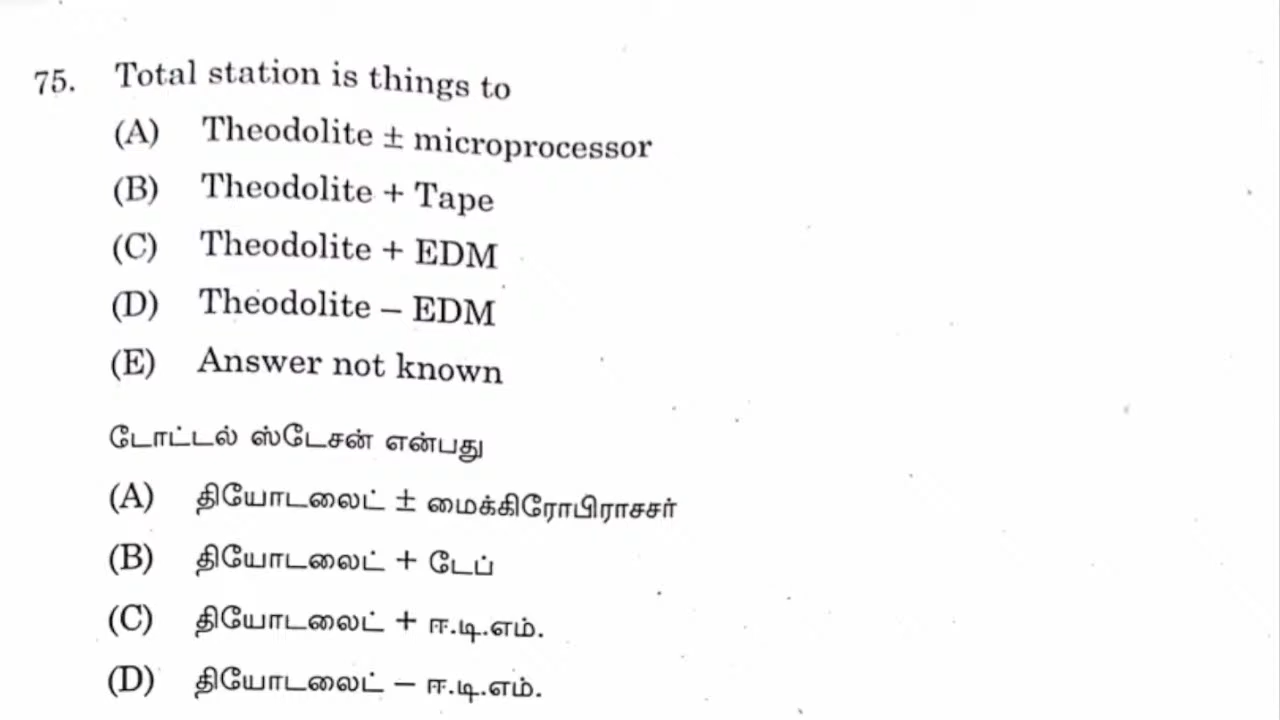 75. Total station is things to
(A) Theodolite ± microprocessor
(B) Theodolite + Tape
(C) Theodolite + EDM
(D) Theodolite – EDM
(E) Answer not known
டோட்டல் ஸ்டேசன் என்பது
(A) தியோடலைட் ± மைக்கிரோபிராசசர்
(B) தியோடலைட் + டேப்
(C) தியோடலைட் + ஈ.டி.எம்.
(D) தியோடலைட் – ஈ.டி.எம்.